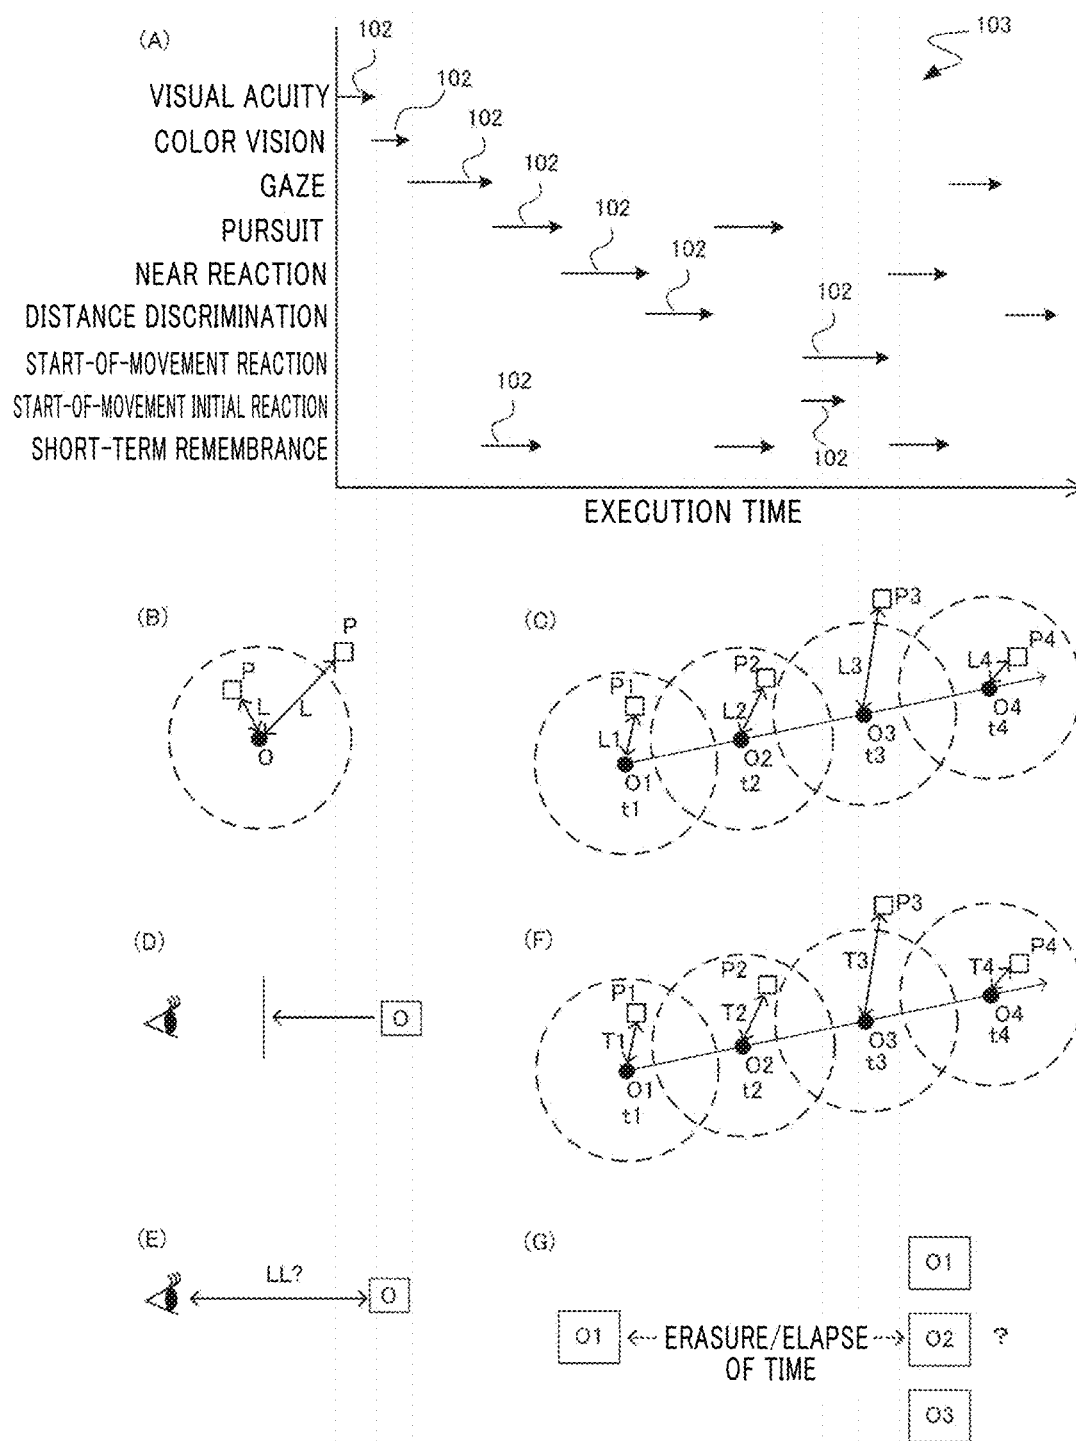 (A)
102
103
VISUAL ACUITY
102
COLOR VISION
102
GAZE
102
PURSUIT
102
NEAR REACTION
102
DISTANCE DISCRIMINATION
102
START-OF-MOVEMENT REACTION
102
START-OF-MOVEMENT INITIAL REACTION
102
SHORT-TERM REMEMBRANCE
EXECUTION TIME
(B)
P
P
L
L
O
(C)
P1
P2
P3
P4
L1
L2
L3
L4
O1
O2
O3
O4
t1
t2
t3
t4
(D)
O
(F)
P1
P2
P3
P4
T1
T2
T3
T4
O1
O2
O3
O4
t1
t2
t3
t4
(E)
LL?
O
(G)
O1
O1 ERASURE/ELAPSE O2 ?
OF TIME
O3